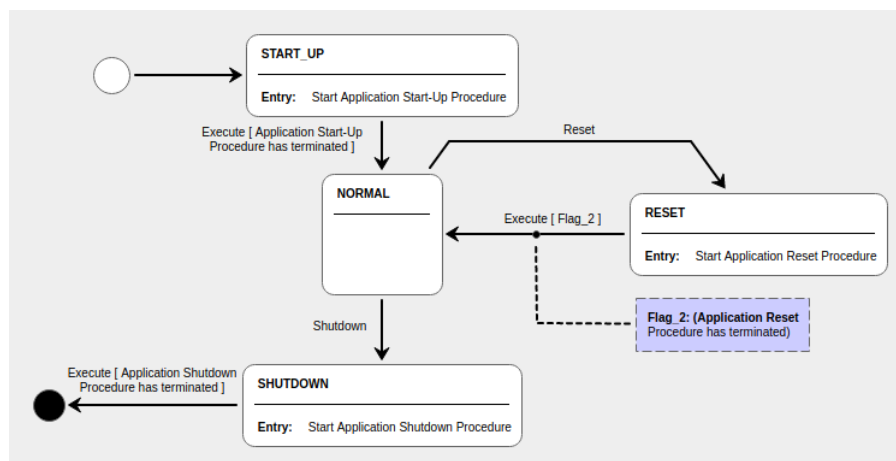 START_UP
Entry: Start Application Start-Up Procedure
Execute [ Application Start-Up
Procedure has terminated ]
Reset
NORMAL
Execute [ Flag_2 ]
RESET
Entry: Start Application Reset Procedure
Flag_2: (Application Reset
Procedure has terminated)
Shutdown
Execute [ Application Shutdown
Procedure has terminated ]
SHUTDOWN
Entry: Start Application Shutdown Procedure